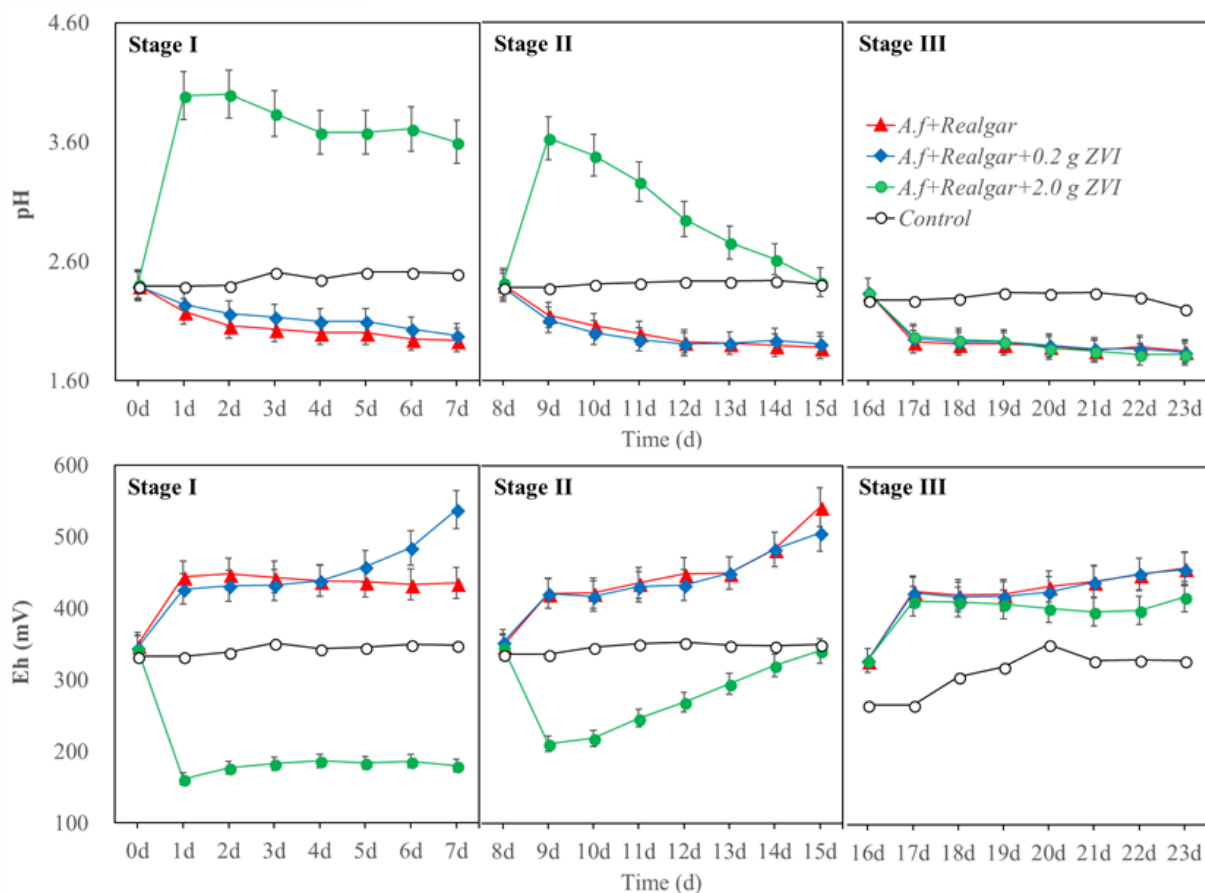 4.60
3.60
2.60
1.60
pH
Stage I
Stage II
Stage III
A.f+Realgar
A.f+Realgar+0.2 g ZVI
A.f+Realgar+2.0 g ZVI
Control
0d 1d 2d 3d 4d 5d 6d 7d
8d 9d 10d 11d 12d 13d 14d 15d
16d 17d 18d 19d 20d 21d 22d 23d
Time (d)
600
500
400
300
200
100
Eh (mV)
Stage I
Stage II
Stage III
0d 1d 2d 3d 4d 5d 6d 7d
8d 9d 10d 11d 12d 13d 14d 15d
16d 17d 18d 19d 20d 21d 22d 23d
Time (d)